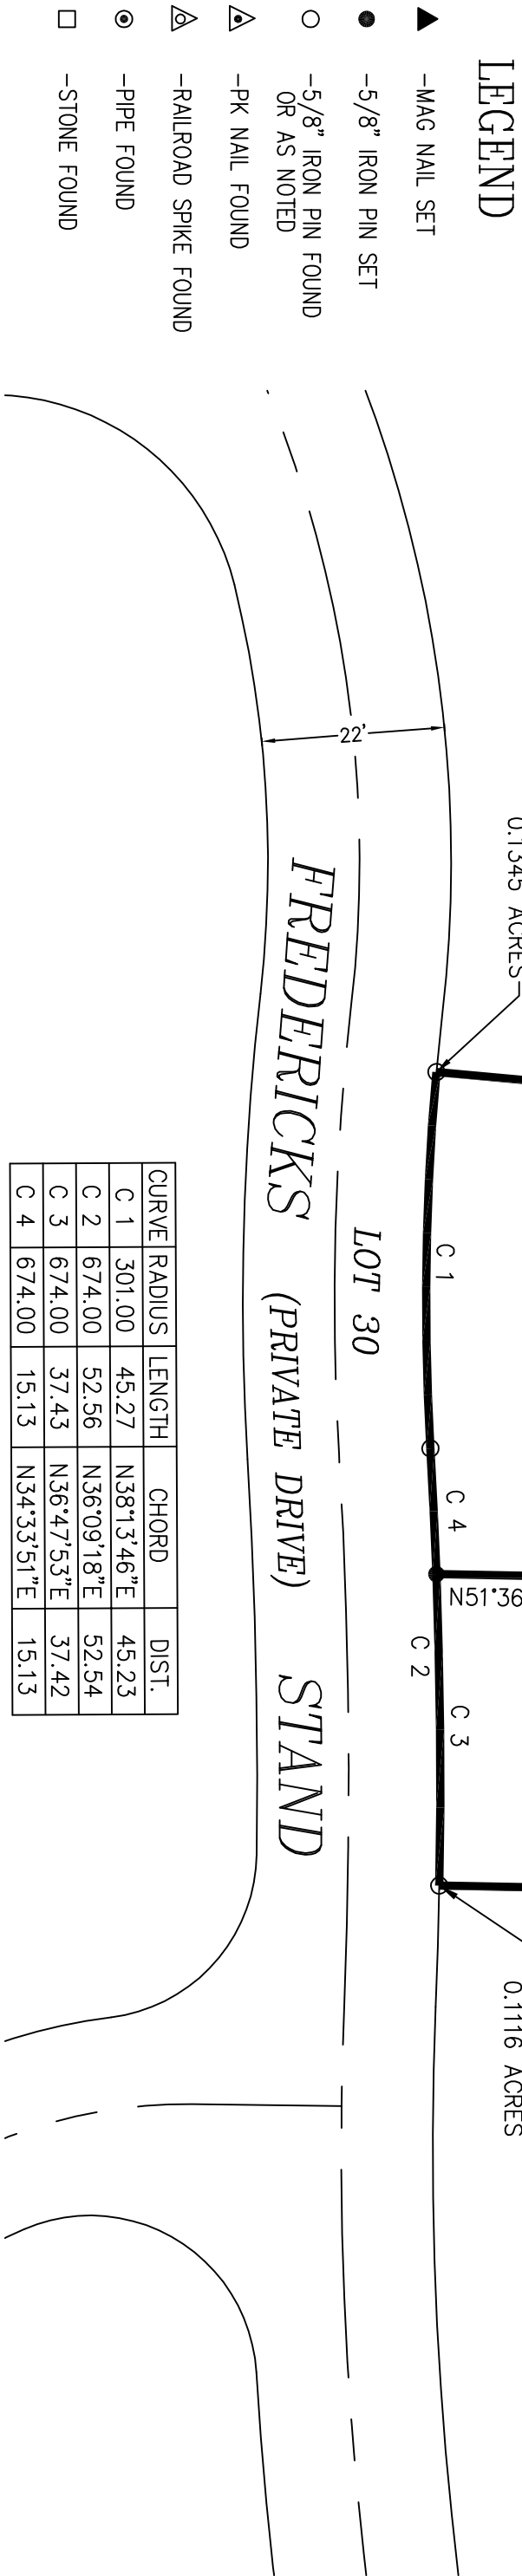 LEGEND
-MAG NAIL SET
-5/8" IRON PIN SET
-5/8" IRON PIN FOUND
OR AS NOTED
-PK NAIL FOUND
-RAILROAD SPIKE FOUND
-PIPE FOUND
-STONE FOUND
0.1345 ACRES
22'
C 1
C 4
N51°36
C 2
C 3
0.1116 ACRES
LOT 30
FREDERICKS (PRIVATE DRIVE) STAND
CURVE RADIUS LENGTH CHORD DIST.
C 1 301.00 45.27 N38°13'46"E 45.23
C 2 674.00 52.56 N36°09'18"E 52.54
C 3 674.00 37.43 N36°47'53"E 37.42
C 4 674.00 15.13 N34°33'51"E 15.13